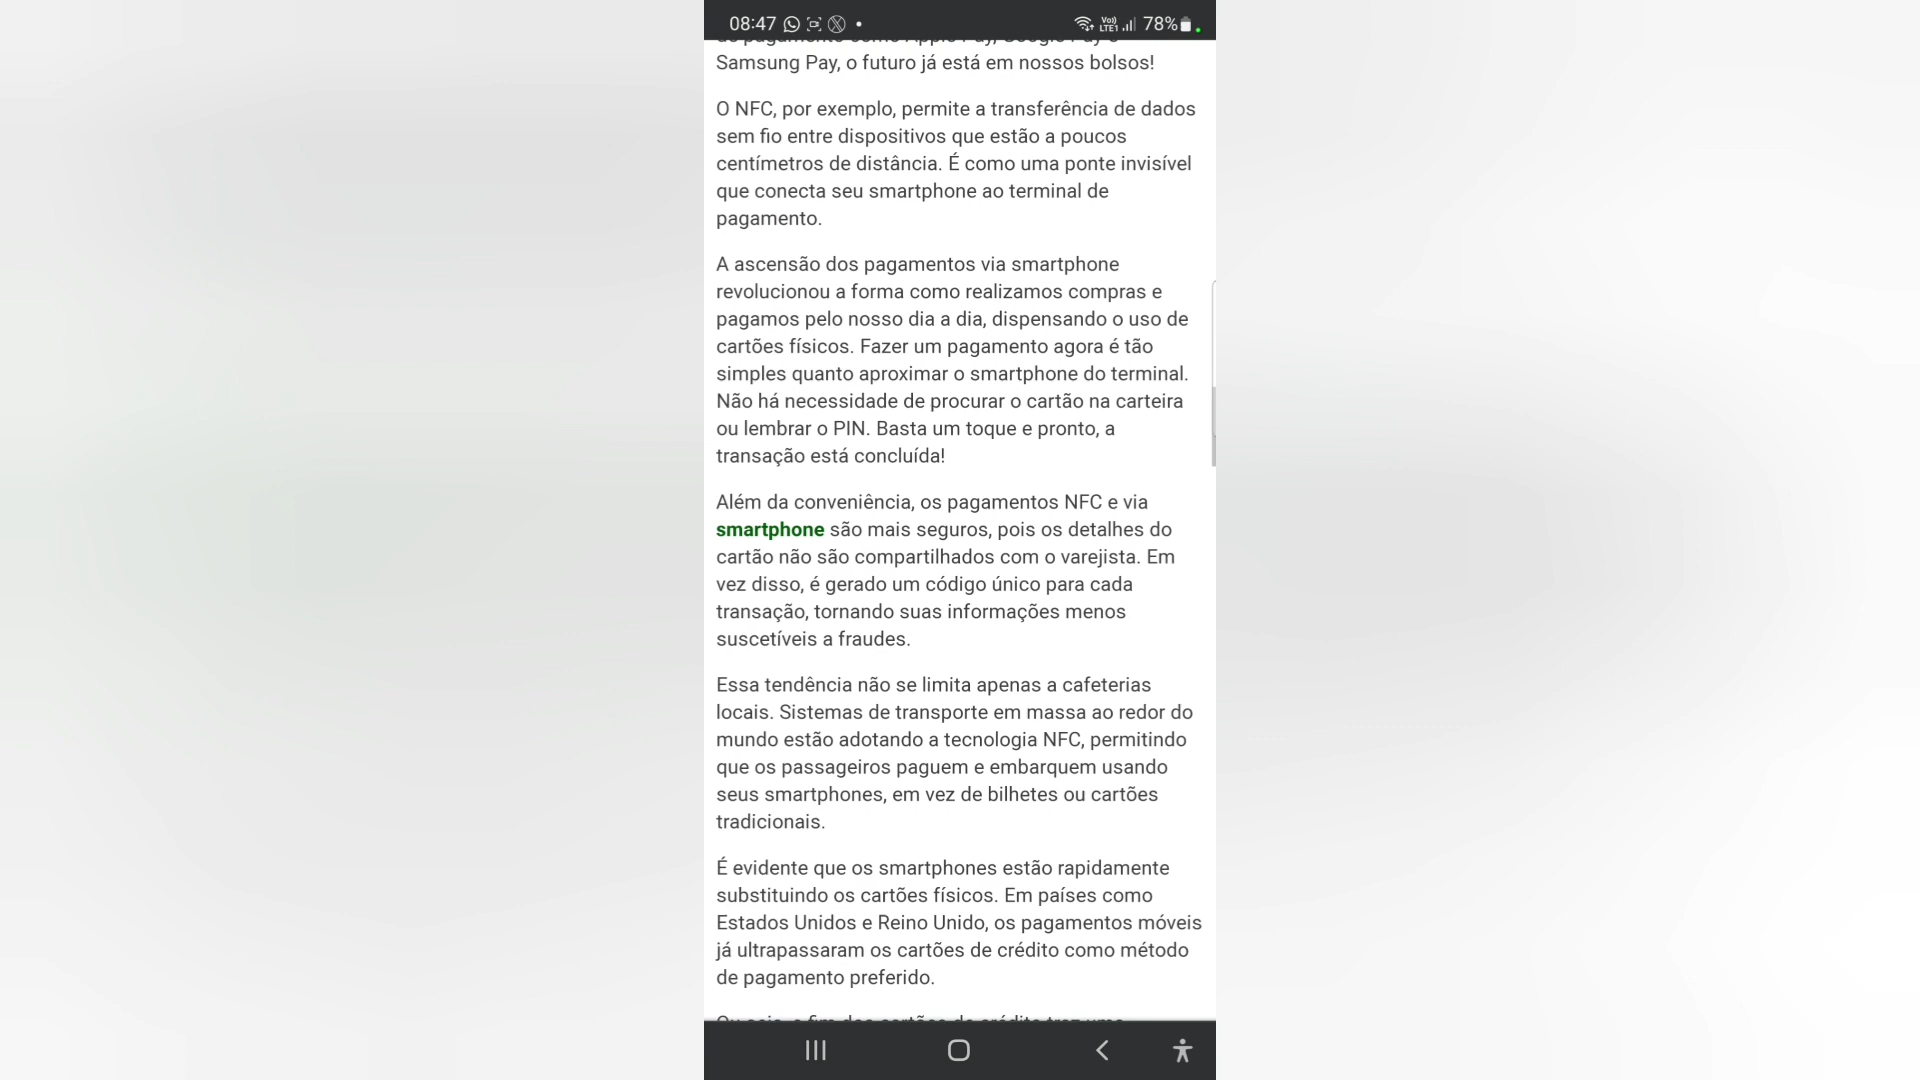 08:47
Vo)) LTE1 78%
Samsung Pay, o futuro já está em nossos bolsos!
O NFC, por exemplo, permite a transferência de dados
sem fio entre dispositivos que estão a poucos
centímetros de distância. É como uma ponte invisível
que conecta seu smartphone ao terminal de
pagamento.
A ascensão dos pagamentos via smartphone
revolucionou a forma como realizamos compras e
pagamos pelo nosso dia a dia, dispensando o uso de
cartões físicos. Fazer um pagamento agora é tão
simples quanto aproximar o smartphone do terminal.
Não há necessidade de procurar o cartão na carteira
ou lembrar o PIN. Basta um toque e pronto, a
transação está concluída!
Além da conveniência, os pagamentos NFC e via
smartphone são mais seguros, pois os detalhes do
cartão não são compartilhados com o varejista. Em
vez disso, é gerado um código único para cada
transação, tornando suas informações menos
suscetíveis a fraudes.
Essa tendência não se limita apenas a cafeterias
locais. Sistemas de transporte em massa ao redor do
mundo estão adotando a tecnologia NFC, permitindo
que os passageiros paguem e embarquem usando
seus smartphones, em vez de bilhetes ou cartões
tradicionais.
É evidente que os smartphones estão rapidamente
substituindo os cartões físicos. Em países como
Estados Unidos e Reino Unido, os pagamentos móveis
já ultrapassaram os cartões de crédito como método
de pagamento preferido.